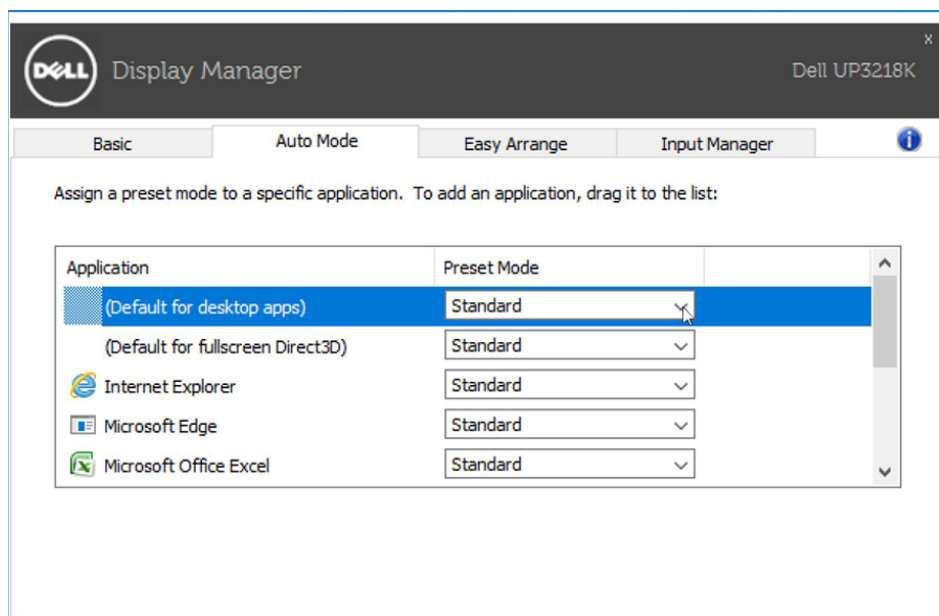 x
DELL Display Manager Dell UP3218K
Basic Auto Mode Easy Arrange Input Manager i
Assign a preset mode to a specific application. To add an application, drag it to the list:
Application Preset Mode
(Default for desktop apps) Standard
(Default for fullscreen Direct3D) Standard
Internet Explorer Standard
Microsoft Edge Standard
Microsoft Office Excel Standard